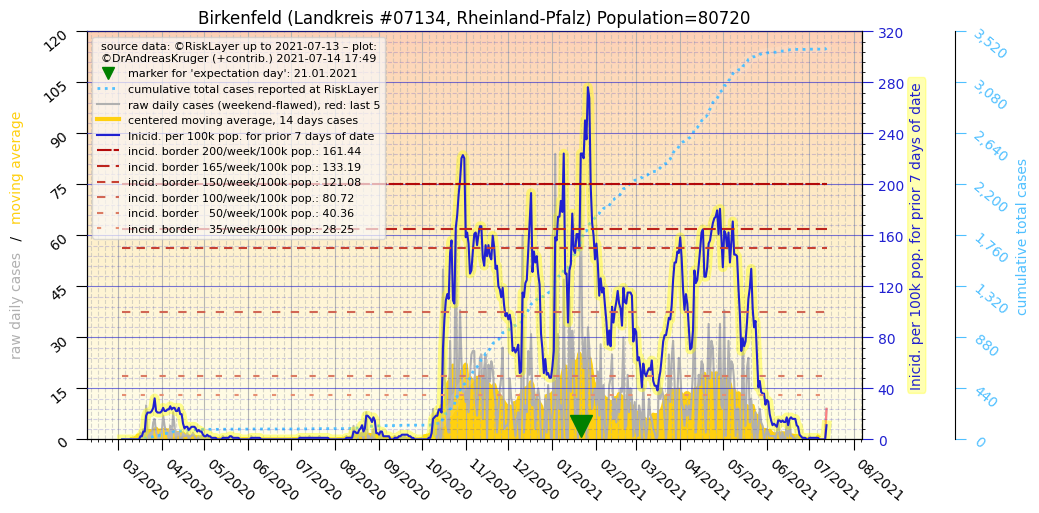 Birkenfeld (Landkreis #07134, Rheinland-Pfalz) Population=80720
source data: ©RiskLayer up to 2021-07-13 – plot:
©DrAndreasKruger (+contrib.) 2021-07-14 17:49
marker for 'expectation day': 21.01.2021
cumulative total cases reported at RiskLayer
raw daily cases (weekend-flawed), red: last 5
centered moving average, 14 days cases
Inicid. per 100k pop. for prior 7 days of date
incid. border 200/week/100k pop.: 161.44
incid. border 165/week/100k pop.: 133.19
incid. border 150/week/100k pop.: 121.08
incid. border 100/week/100k pop.: 80.72
incid. border   50/week/100k pop.: 40.36
incid. border   35/week/100k pop.: 28.25
raw daily cases / moving average
120
105
90
75
60
45
30
15
0
320
280
240
200
160
120
80
40
0
Inicid. per 100k pop. for prior 7 days of date
3,520
3,080
2,640
2,200
1,760
1,320
880
440
0
cumulative total cases
03/2020
04/2020
05/2020
06/2020
07/2020
08/2020
09/2020
10/2020
11/2020
12/2020
01/2021
02/2021
03/2021
04/2021
05/2021
06/2021
07/2021
08/2021